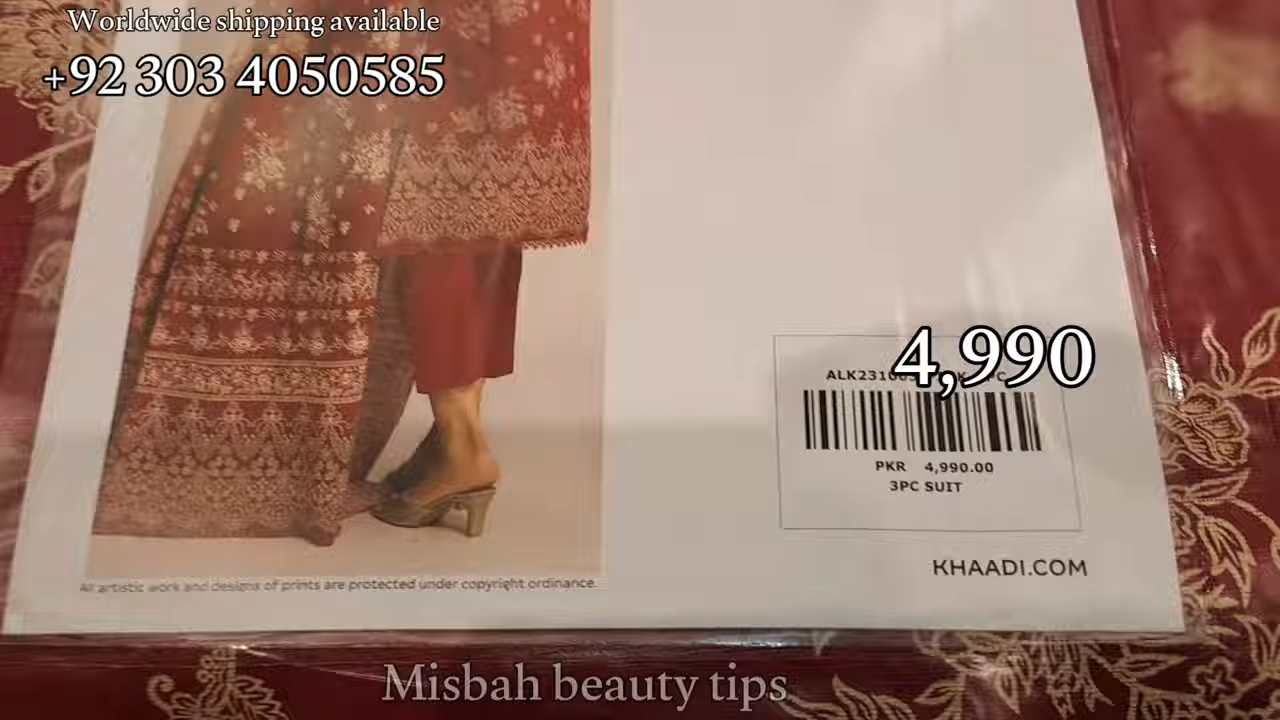 Worldwide shipping available
+92 303 4050585
4,990
PKR 4,990.00
3PC SUIT
KHAADI.COM
All artistic work and designs of prints are protected under copyright ordinance.
Misbah beauty tips